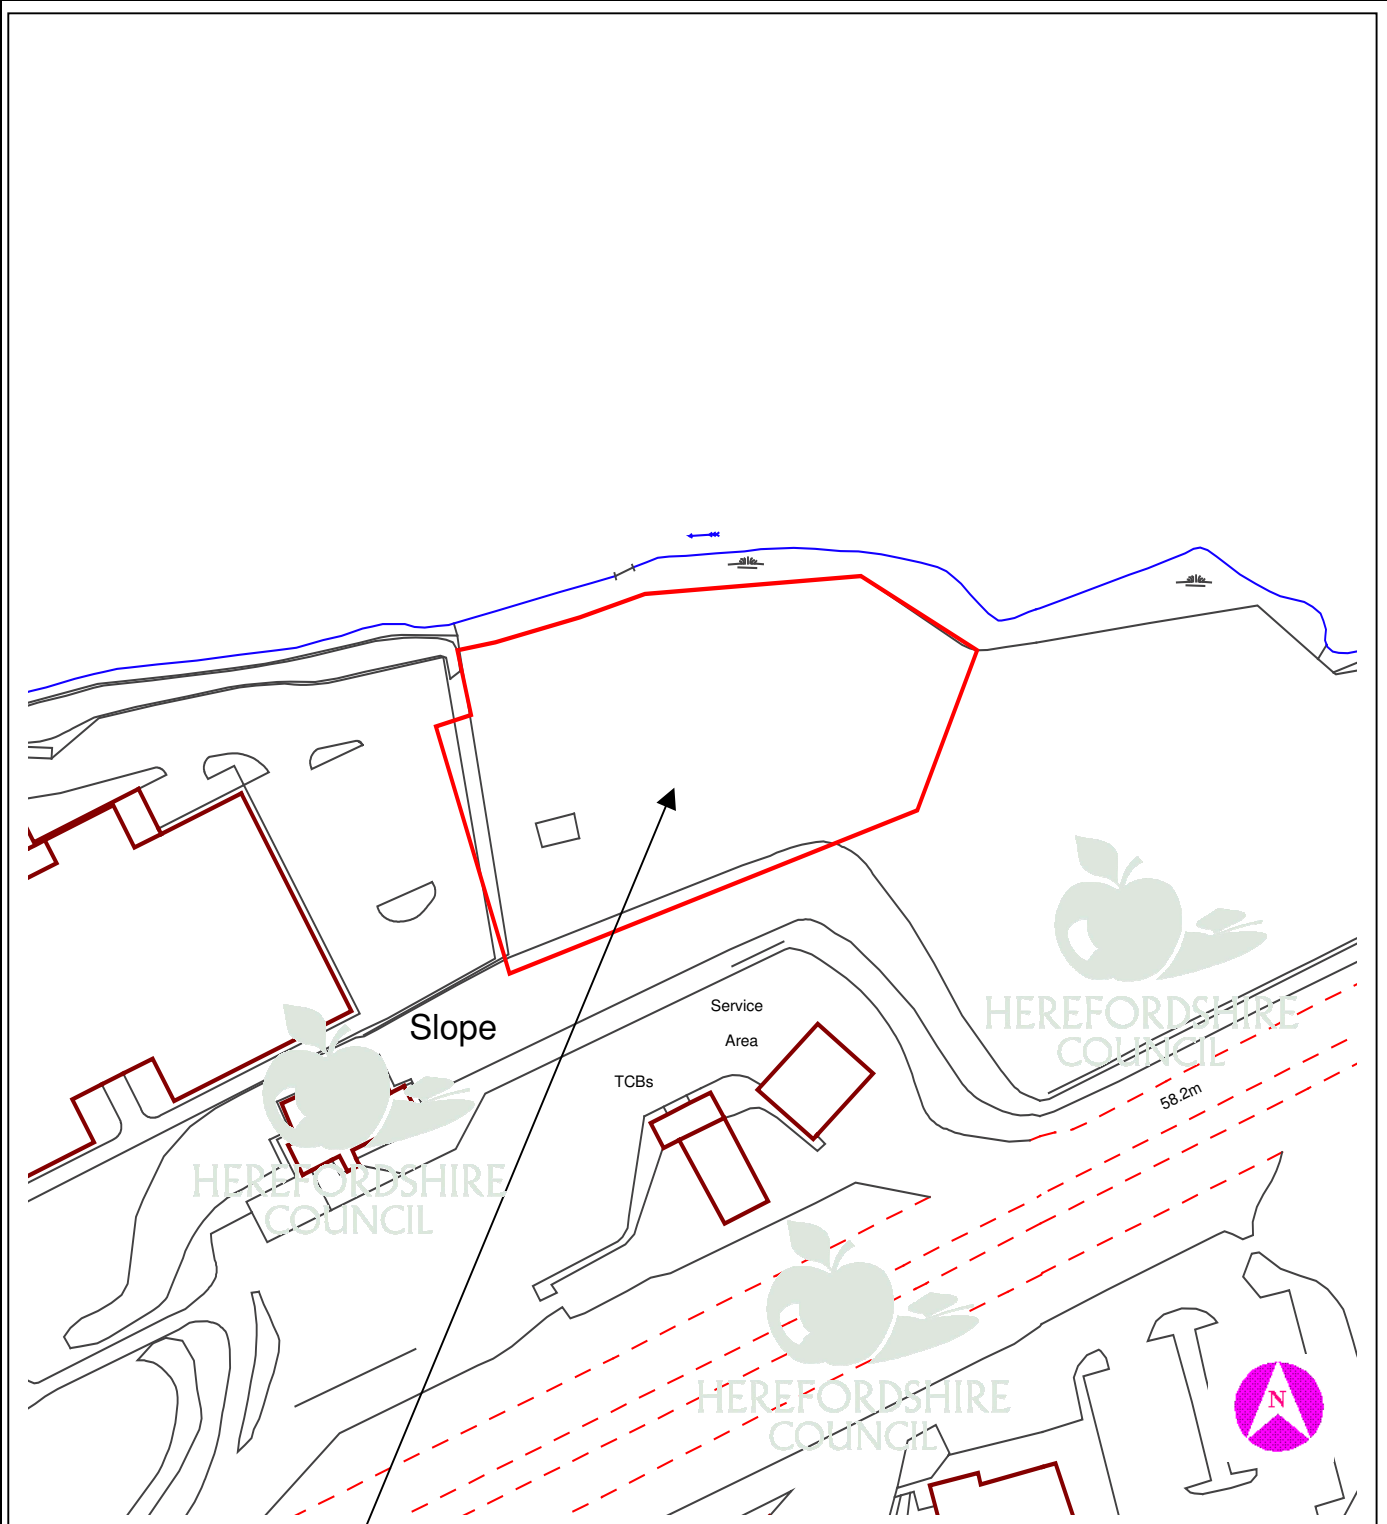 Slope
Service
Area
TCBs
58.2m
HEREFORDSHIRE
COUNCIL
HEREFORDSHIRE
COUNCIL
HEREFORDSHIRE
COUNCIL
N